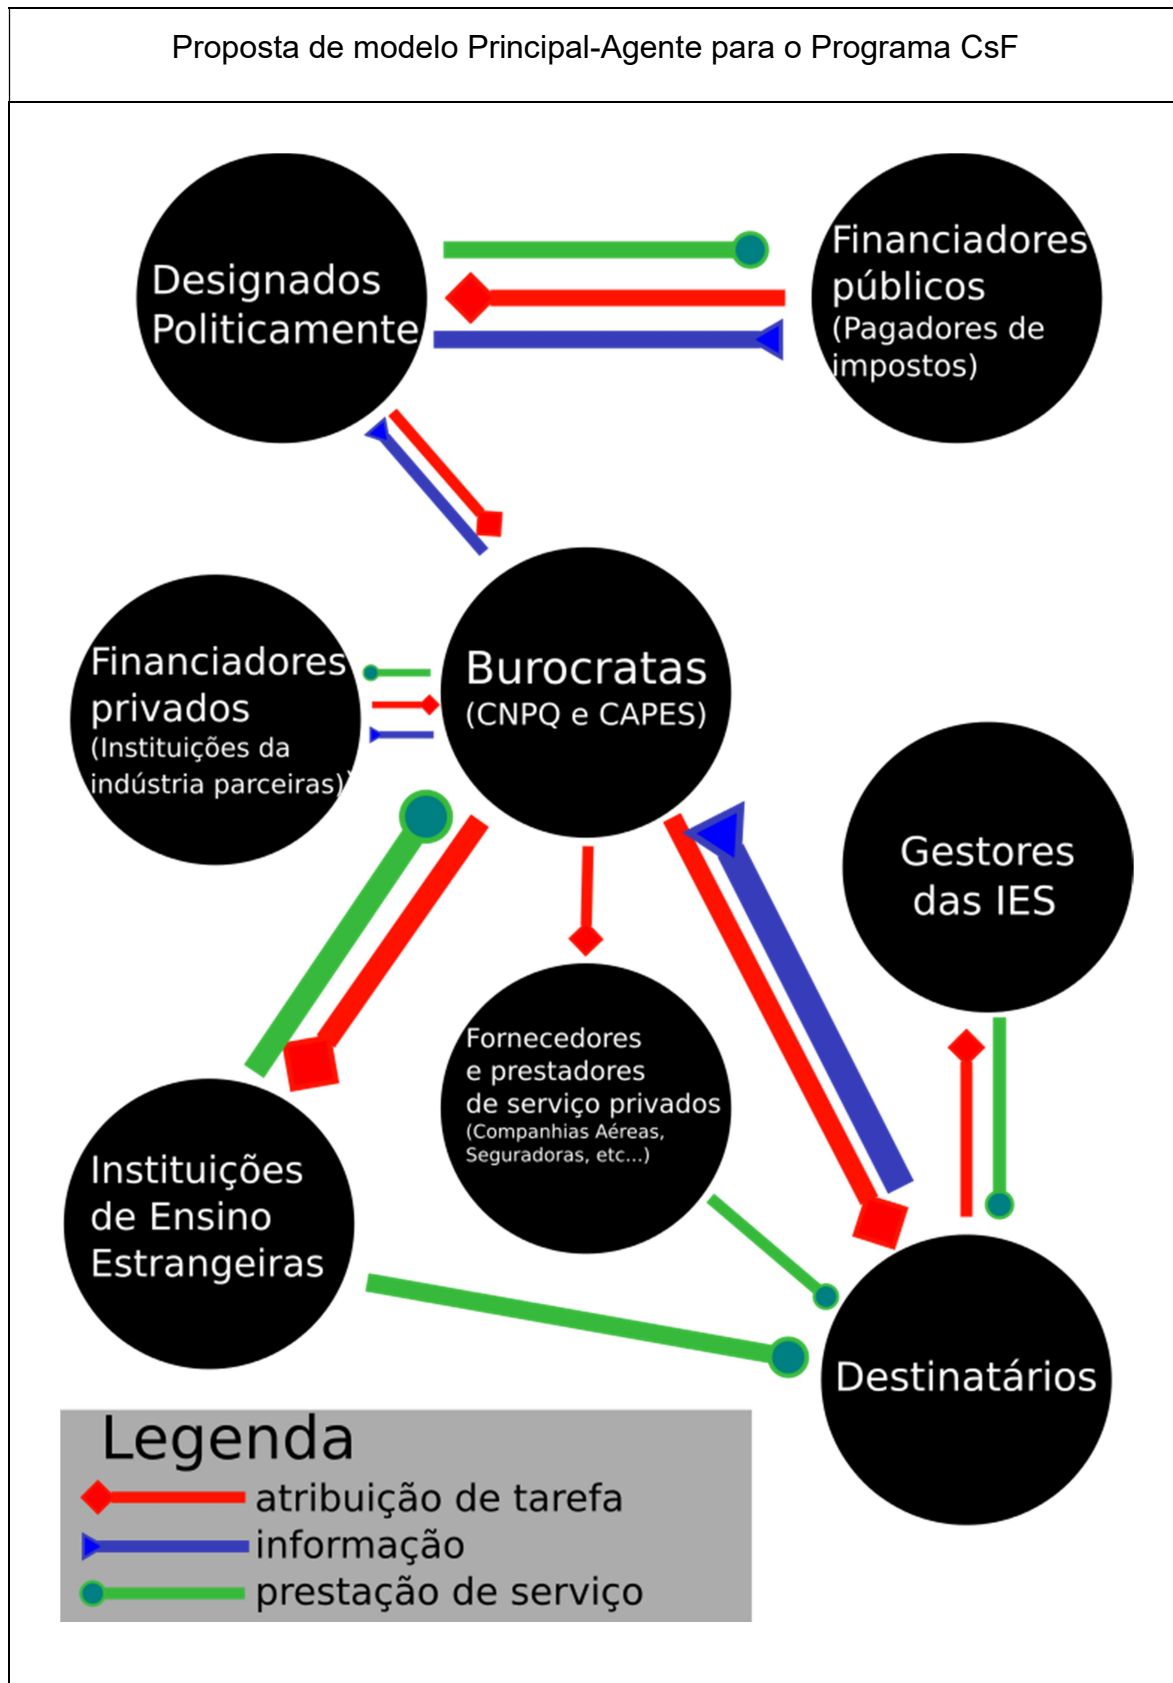 Proposta de modelo Principal-Agente para o Programa CsF
Designados
Politicamente
Financiadores
públicos
(Pagadores de
impostos)
Financiadores
privados
(Instituições da
indústria parceiras))
Burocratas
(CNPQ e CAPES)
Gestores
das IES
Fornecedores
e prestadores
de serviço privados
(Companhias Aéreas,
Seguradoras, etc...)
Instituições
de Ensino
Estrangeiras
Destinatários
Legenda
atribuição de tarefa
informação
prestação de serviço